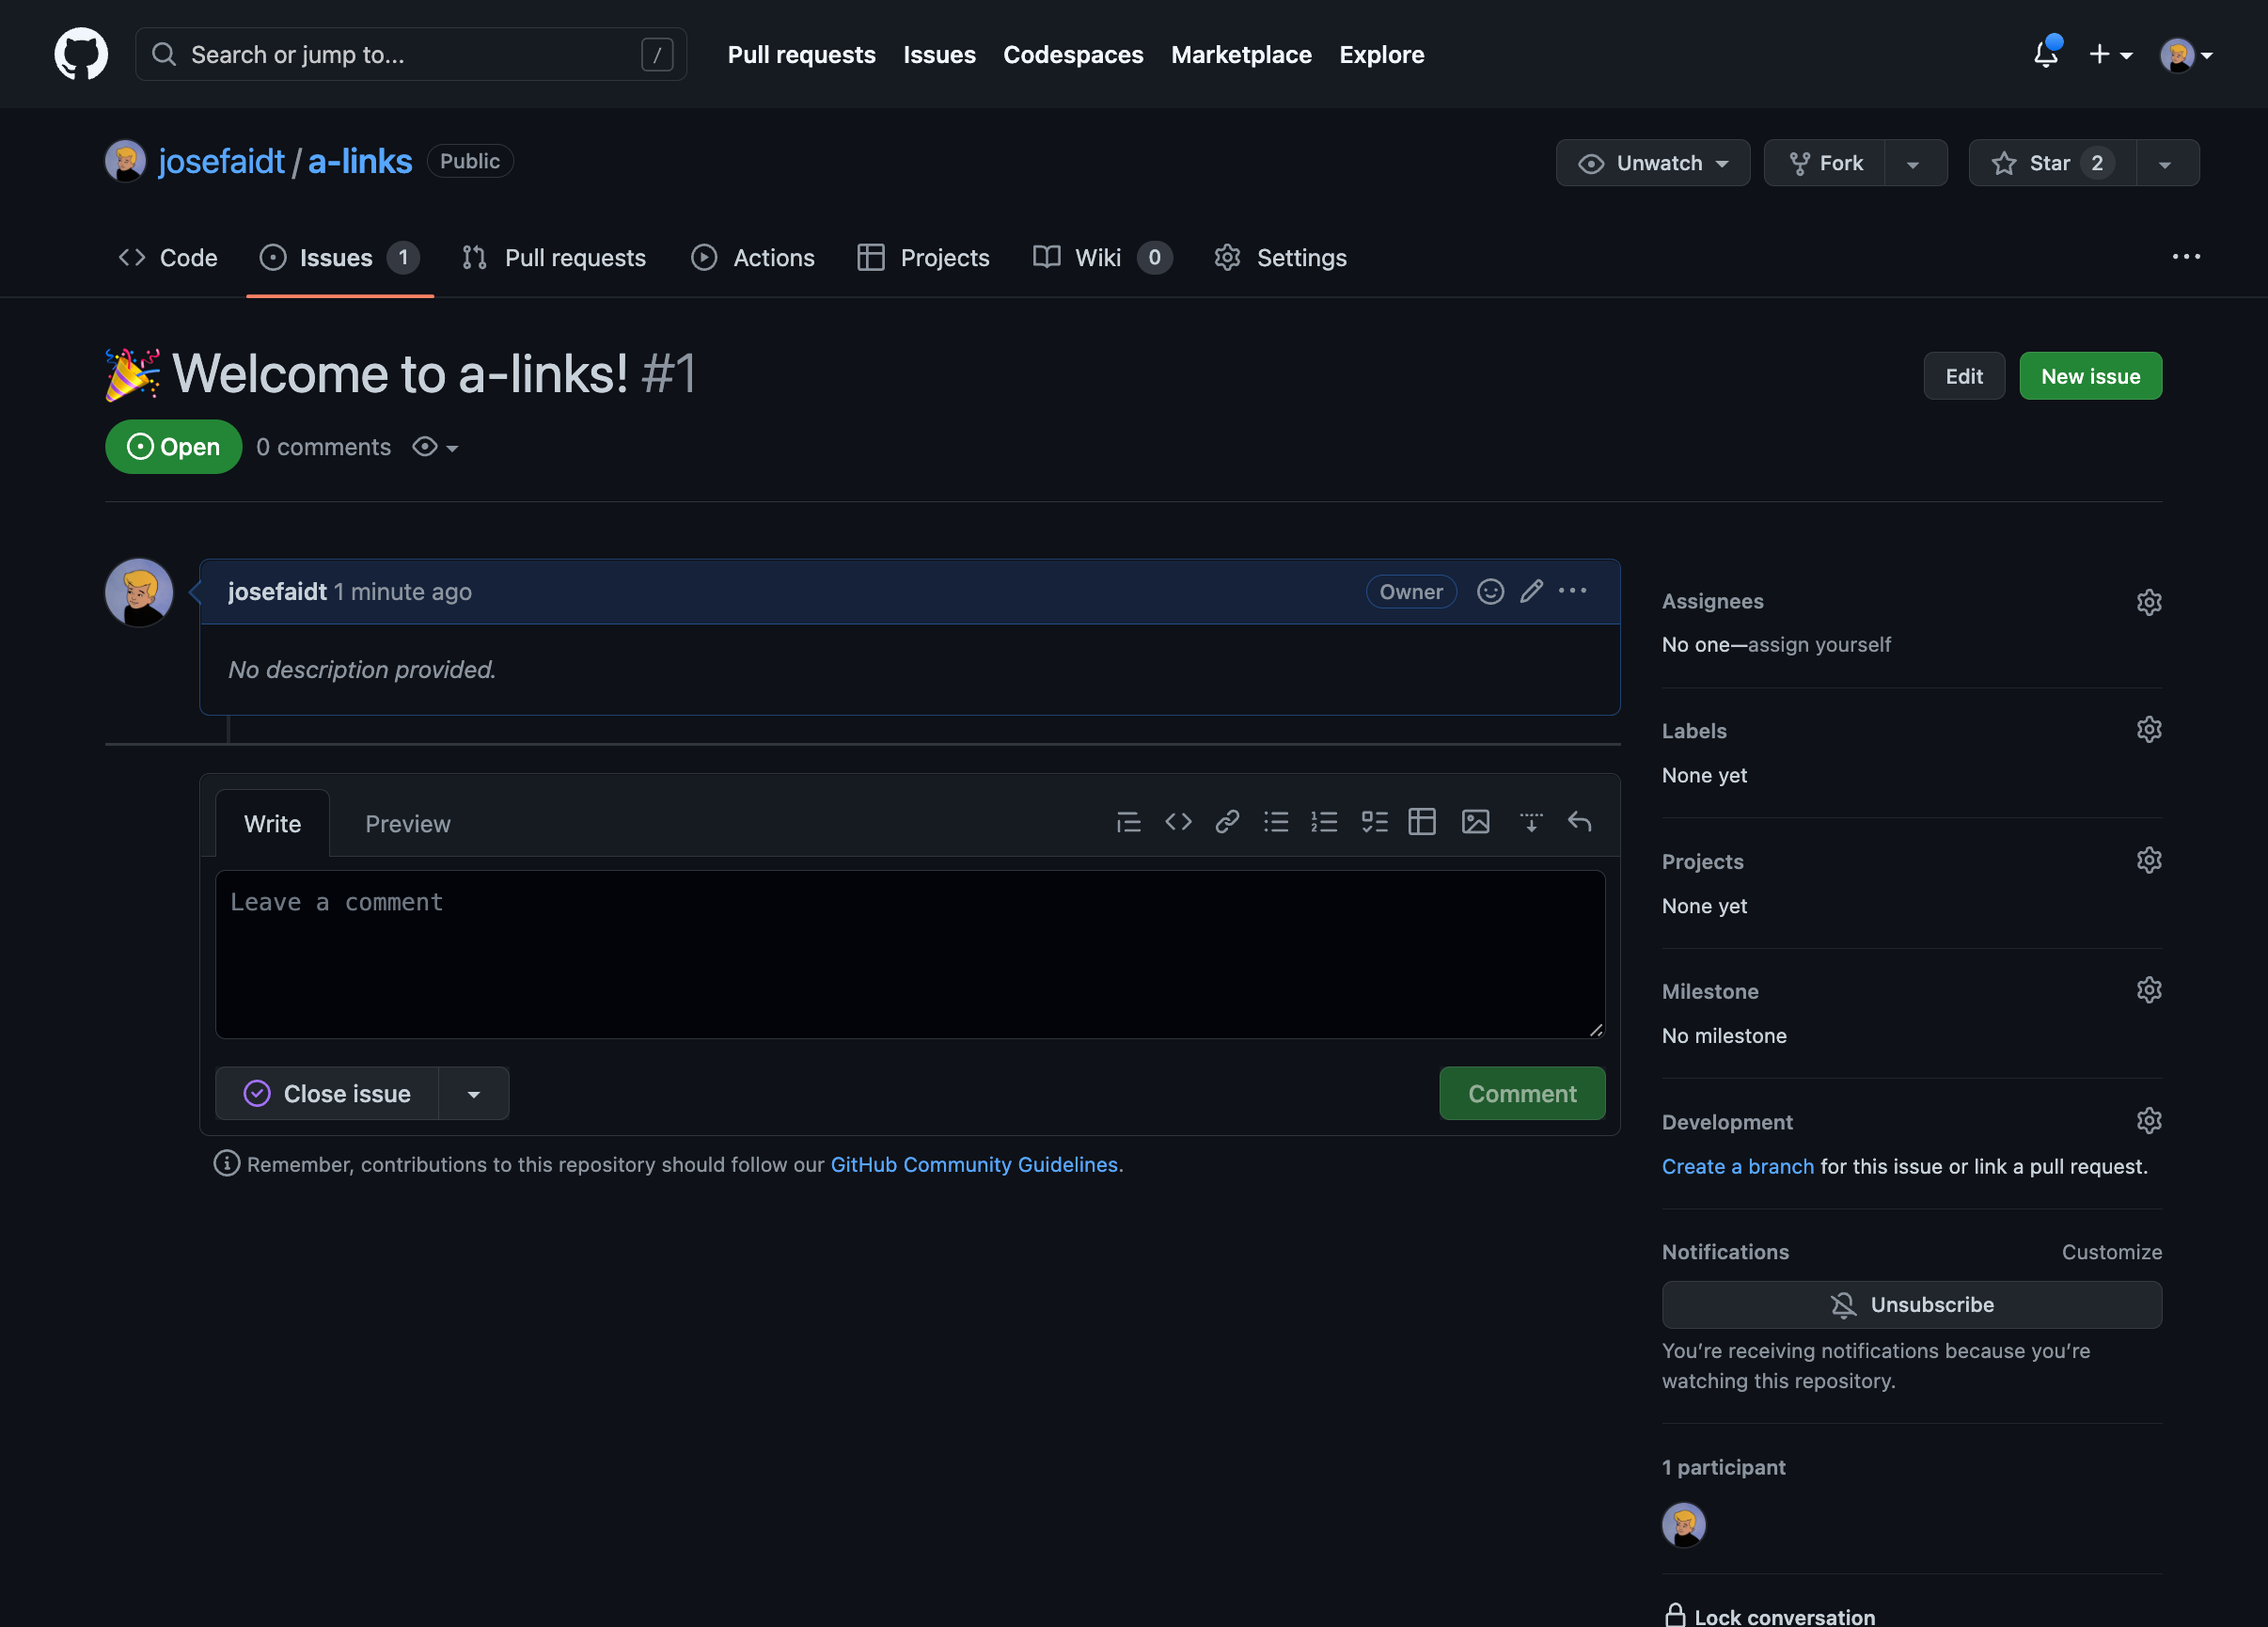 Search or jump to... /
Pull requests Issues Codespaces Marketplace Explore
josefaidt / a-links Public
Unwatch Fork Star 2
Code Issues 1 Pull requests Actions Projects Wiki 0 Settings
🎉 Welcome to a-links! #1
Edit New issue
Open 0 comments
josefaidt 1 minute ago Owner
No description provided.
Write Preview
Leave a comment
Close issue Comment
Remember, contributions to this repository should follow our GitHub Community Guidelines.
Assignees
No one—assign yourself
Labels
None yet
Projects
None yet
Milestone
No milestone
Development
Create a branch for this issue or link a pull request.
Notifications Customize
Unsubscribe
You’re receiving notifications because you’re
watching this repository.
1 participant
Lock conversation